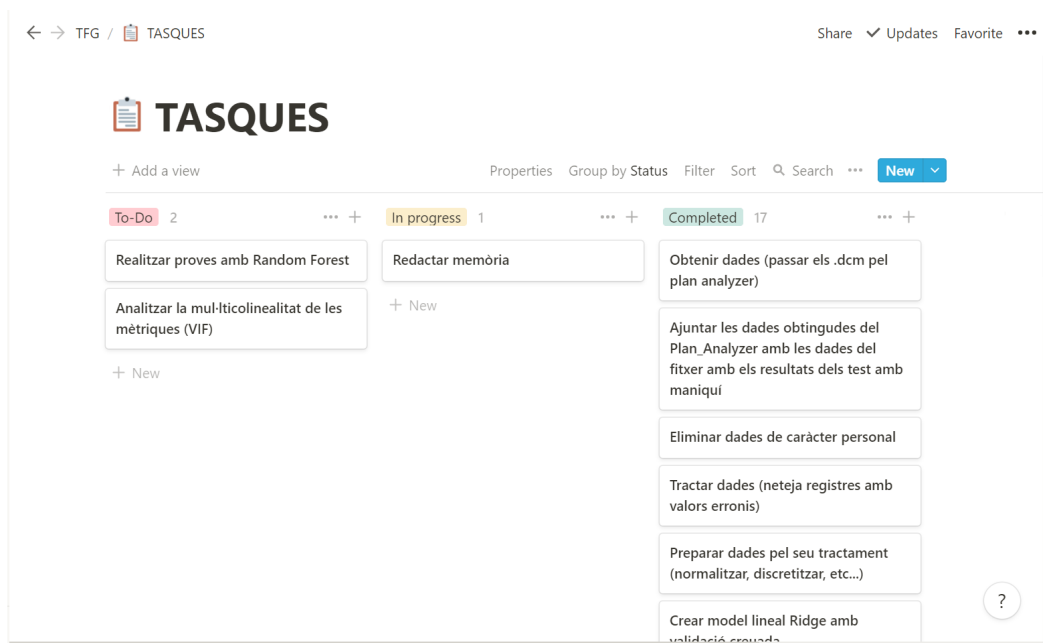 TFG / TASQUES
Share Updates Favorite
TASQUES
Add a view
Properties Group by Status Filter Sort Search New
To-Do 2
Realitzar proves amb Random Forest
Analitzar la mul·lticolinealitat de les
mètriques (VIF)
New
In progress 1
Redactar memòria
New
Completed 17
Obtenir dades (passar els .dcm pel
plan analyzer)
Ajuntar les dades obtingudes del
Plan_Analyzer amb les dades del
fitxer amb els resultats dels test amb
maniquí
Eliminar dades de caràcter personal
Tractar dades (neteja registres amb
valors erronis)
Preparar dades pel seu tractament
(normalitzar, discretitzar, etc...)
Crear model lineal Ridge amb
validació creuada
?